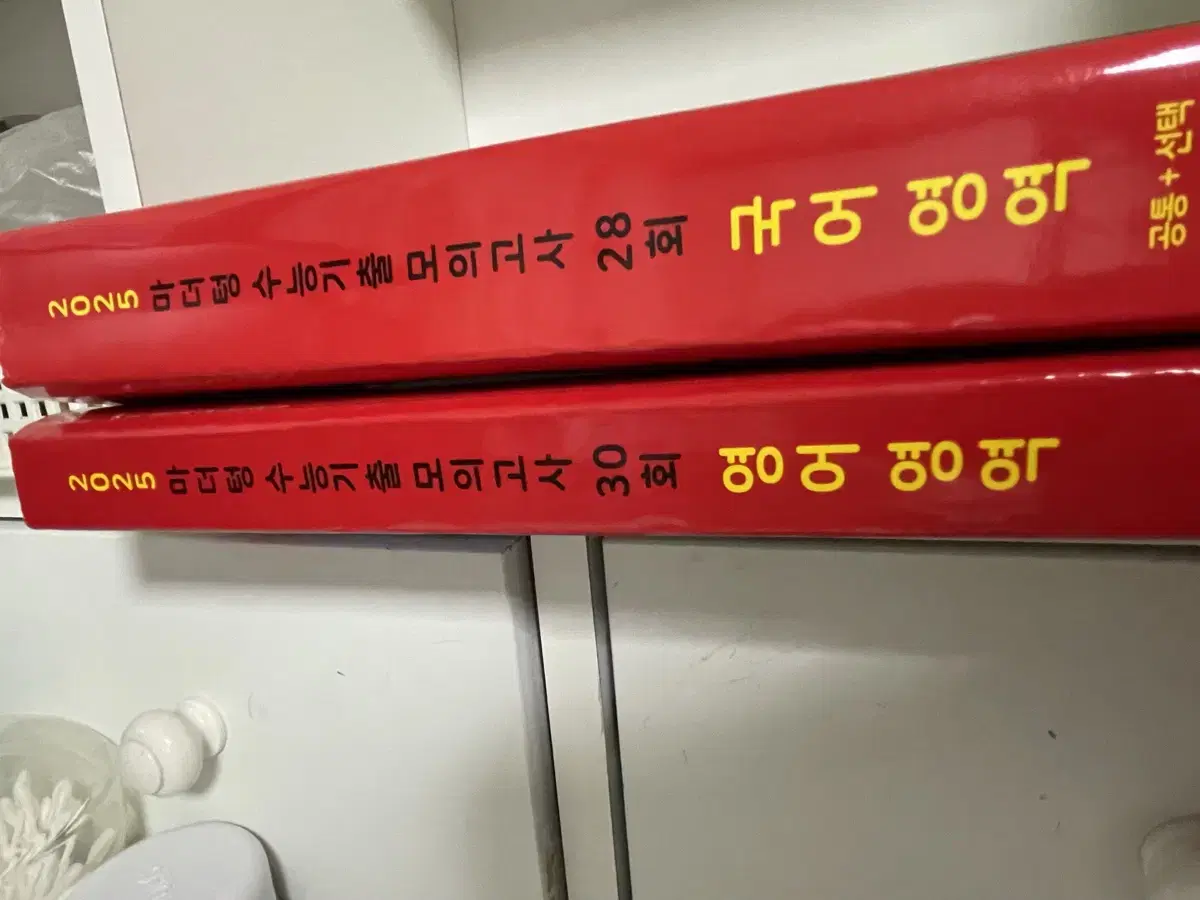 2025 마더텅 수능기출 모의고사 28회 국어 영역 공통 + 선택
2025 마더텅 수능기출 모의고사 30회 영어 영역